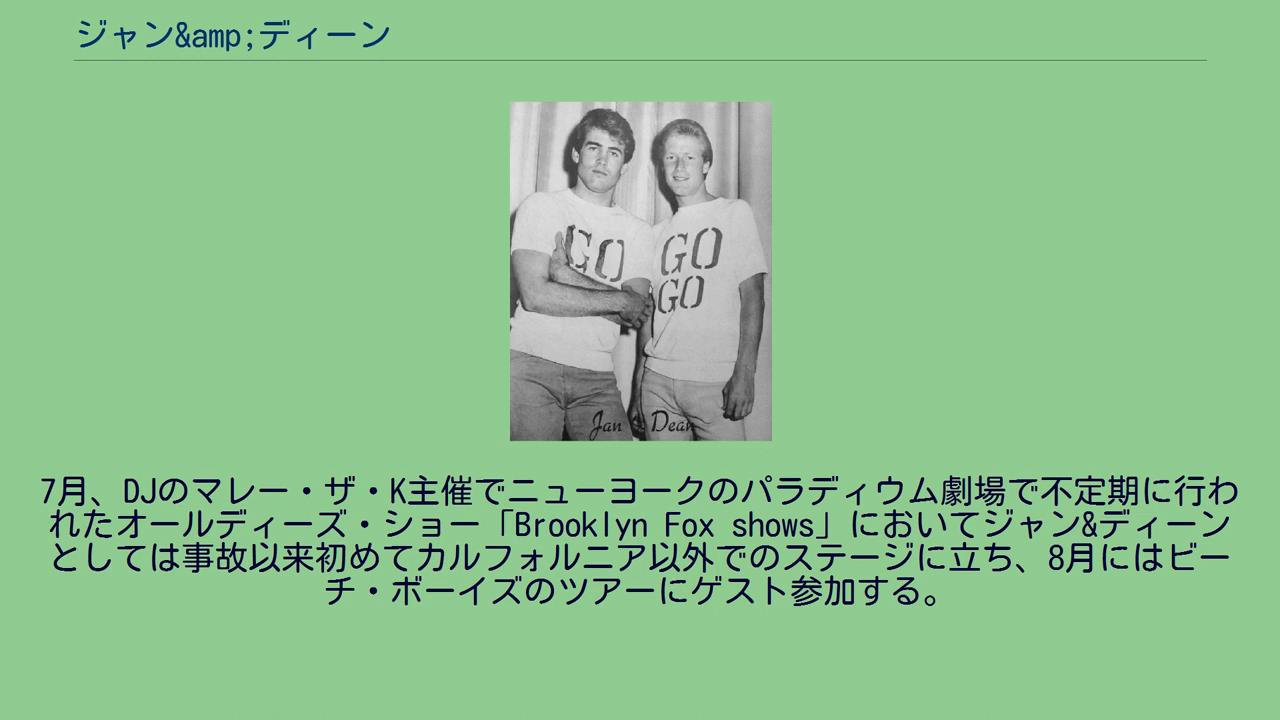 ジャン&amp;ディーン
GO
GO
GO
Jan & Dean
7月、DJのマレー・ザ・K主催でニューヨークのパラディウム劇場で不定期に行わ
れたオールディーズ・ショー「Brooklyn Fox shows」においてジャン&ディーン
としては事故以来初めてカルフォルニア以外でのステージに立ち、8月にはビー
チ・ボーイズのツアーにゲスト参加する。